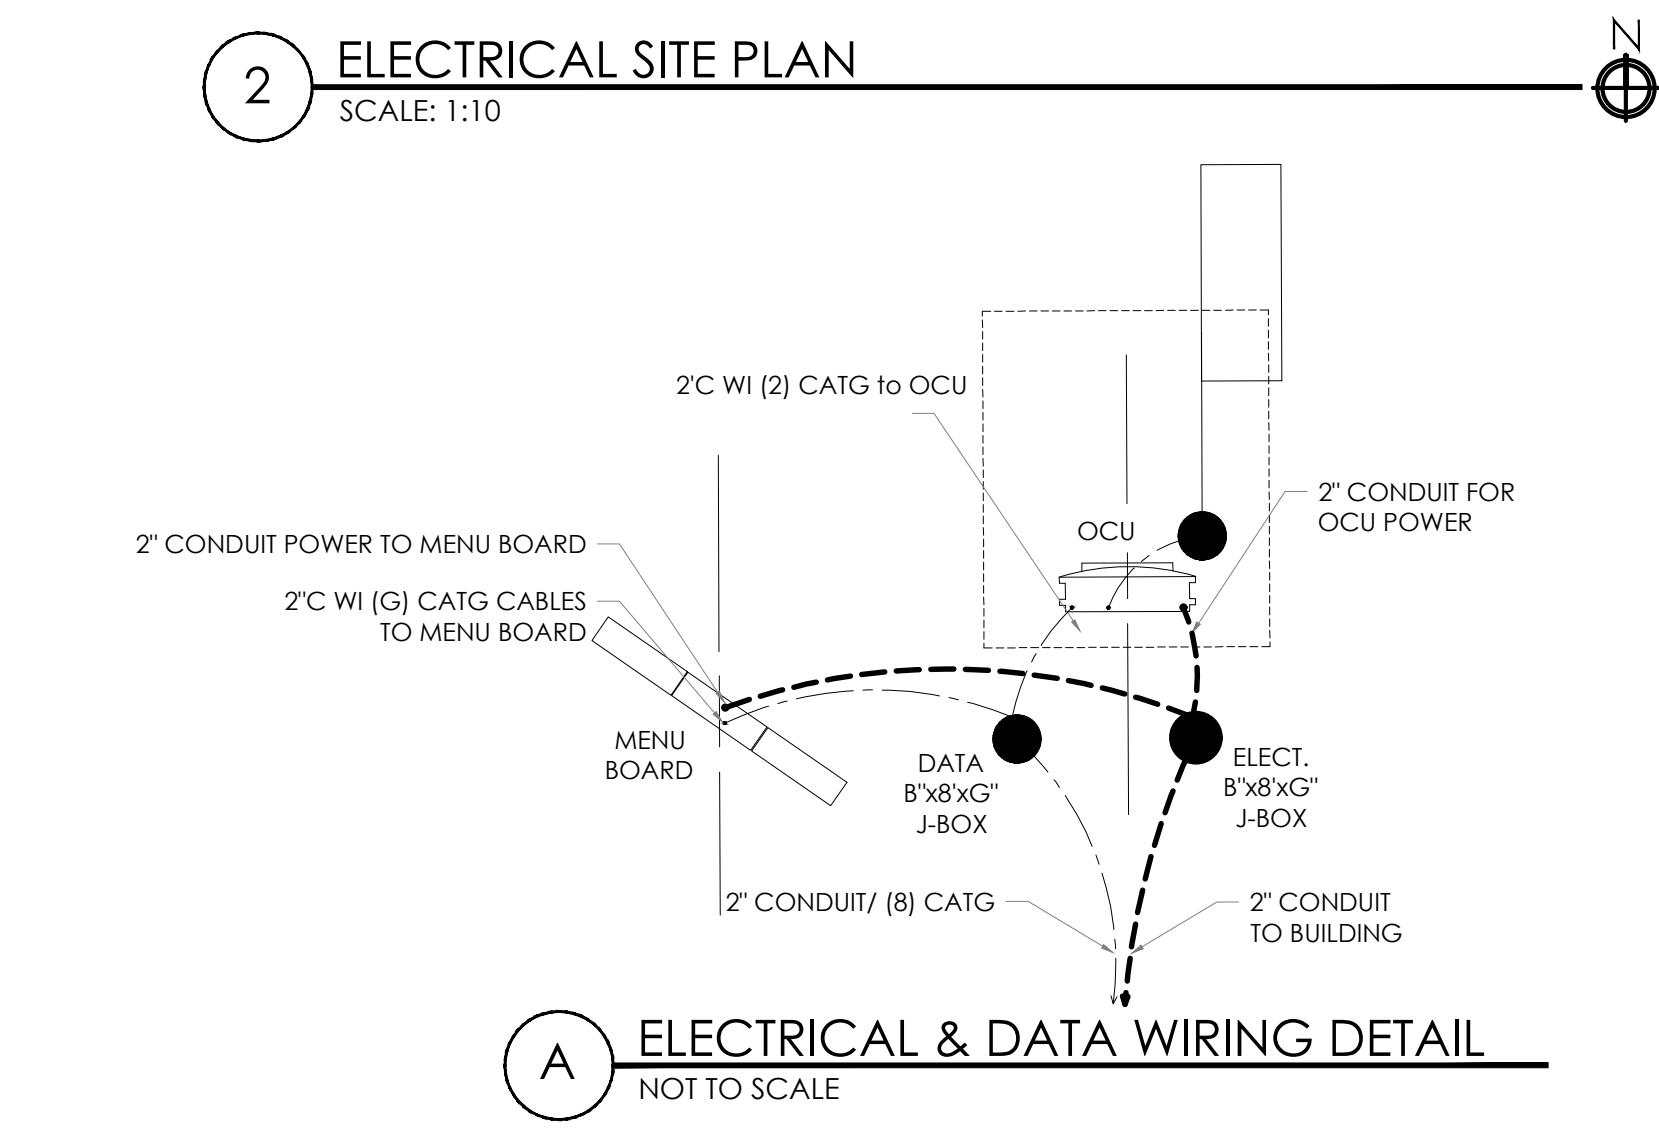 2
ELECTRICAL SITE PLAN
SCALE: 1:10
N
2'C WI (2) CATG to OCU
2" CONDUIT FOR
OCU POWER
OCU
2" CONDUIT POWER TO MENU BOARD
2"C WI (G) CATG CABLES
TO MENU BOARD
MENU
BOARD
DATA
B"x8'xG"
J-BOX
ELECT.
B"x8'xG"
J-BOX
2" CONDUIT/ (8) CATG
2" CONDUIT
TO BUILDING
A
ELECTRICAL & DATA WIRING DETAIL
NOT TO SCALE